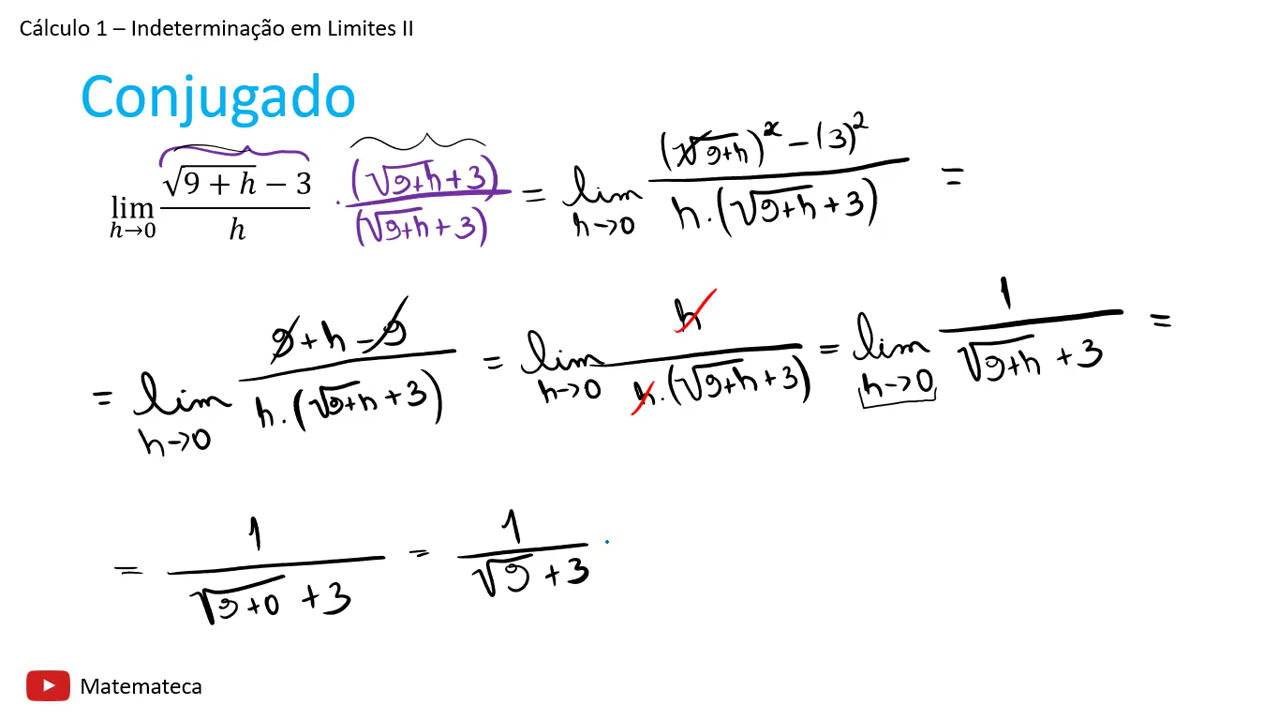 Cálculo 1 – Indeterminação em Limites II
Conjugado
lim_{h→0} (√(9 + h) − 3)/h · (√(9+h) + 3)/(√(9+h) + 3) = lim_{h→0} ((√(9+h))^2 − (3)^2)/(h · (√(9+h) + 3)) =
= lim_{h→0} (9 + h − 9)/(h · (√(9+h) + 3)) = lim_{h→0} h/(h · (√(9+h) + 3)) = lim_{h→0} 1/(√(9+h) + 3) =
= 1/(√(9+0) + 3) = 1/(√9 + 3)
Matemateca